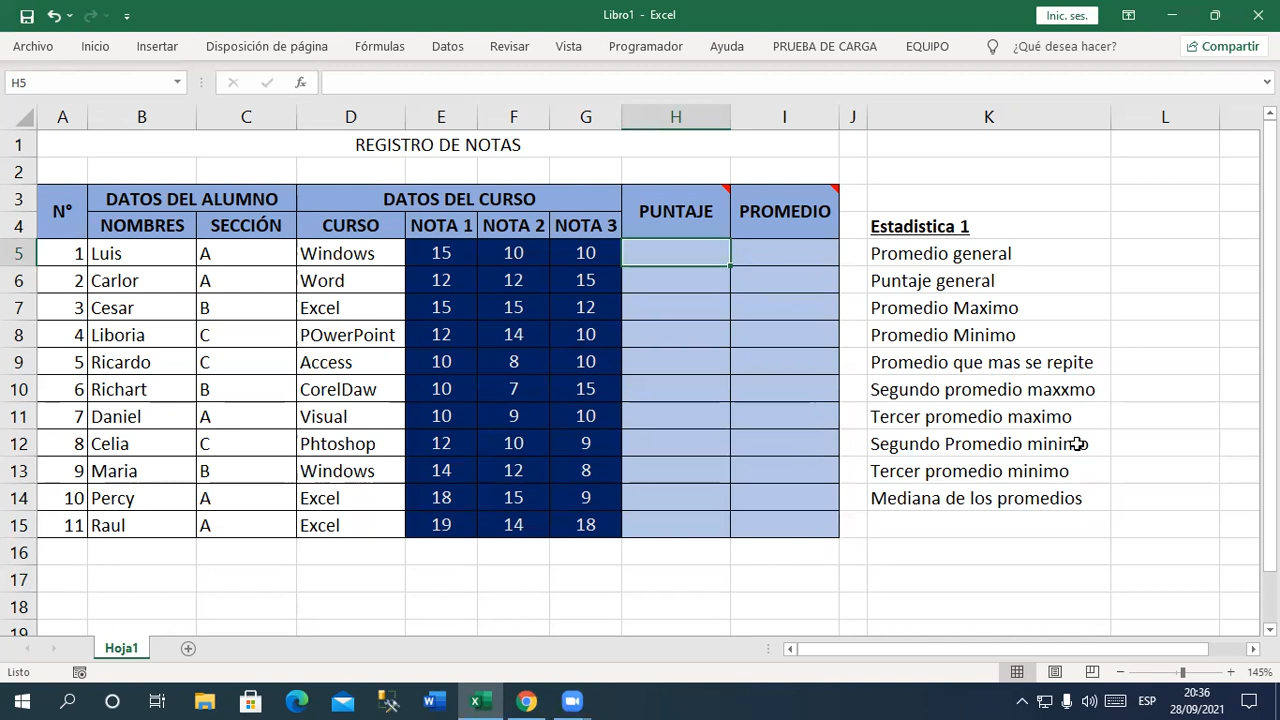 Libro1 - Excel
Inic. ses.
Archivo Inicio Insertar Disposición de página Fórmulas Datos Revisar Vista Programador Ayuda PRUEBA DE CARGA EQUIPO ¿Qué desea hacer? Compartir
H5 fx
A B C D E F G H I J K L
1 REGISTRO DE NOTAS
2
3 N° DATOS DEL ALUMNO DATOS DEL CURSO PUNTAJE PROMEDIO
4 NOMBRES SECCIÓN CURSO NOTA 1 NOTA 2 NOTA 3 Estadistica 1
5 1 Luis A Windows 15 10 10 Promedio general
6 2 Carlor A Word 12 12 15 Puntaje general
7 3 Cesar B Excel 15 15 12 Promedio Maximo
8 4 Liboria C POwerPoint 12 14 10 Promedio Minimo
9 5 Ricardo C Access 10 8 10 Promedio que mas se repite
10 6 Richart B CorelDaw 10 7 15 Segundo promedio maxxmo
11 7 Daniel A Visual 10 9 10 Tercer promedio maximo
12 8 Celia C Phtoshop 12 10 9 Segundo Promedio minimo
13 9 Maria B Windows 14 12 8 Tercer promedio minimo
14 10 Percy A Excel 18 15 9 Mediana de los promedios
15 11 Raul A Excel 19 14 18
16
17
18
19
Hoja1
Listo 145%
ESP 20:36
28/09/2021